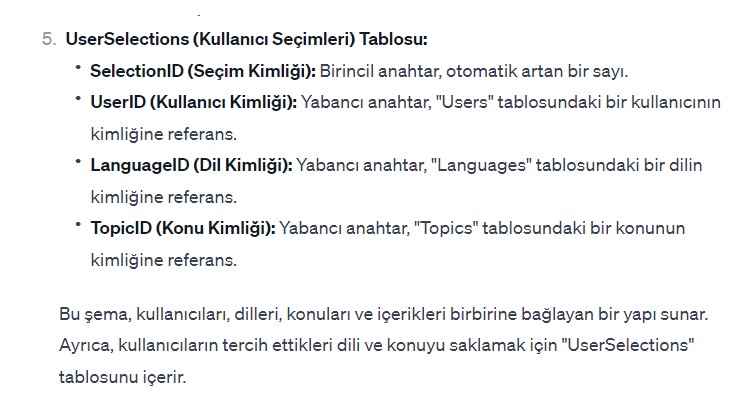 5. UserSelections (Kullanıcı Seçimleri) Tablosu:
• SelectionID (Seçim Kimliği): Birincil anahtar, otomatik artan bir sayı.
• UserID (Kullanıcı Kimliği): Yabancı anahtar, "Users" tablosundaki bir kullanıcının
kimliğine referans.
• LanguageID (Dil Kimliği): Yabancı anahtar, "Languages" tablosundaki bir dilin
kimliğine referans.
• TopicID (Konu Kimliği): Yabancı anahtar, "Topics" tablosundaki bir konunun
kimliğine referans.
Bu şema, kullanıcıları, dilleri, konuları ve içerikleri birbirine bağlayan bir yapı sunar.
Ayrıca, kullanıcıların tercih ettikleri dili ve konuyu saklamak için "UserSelections"
tablosunu içerir.